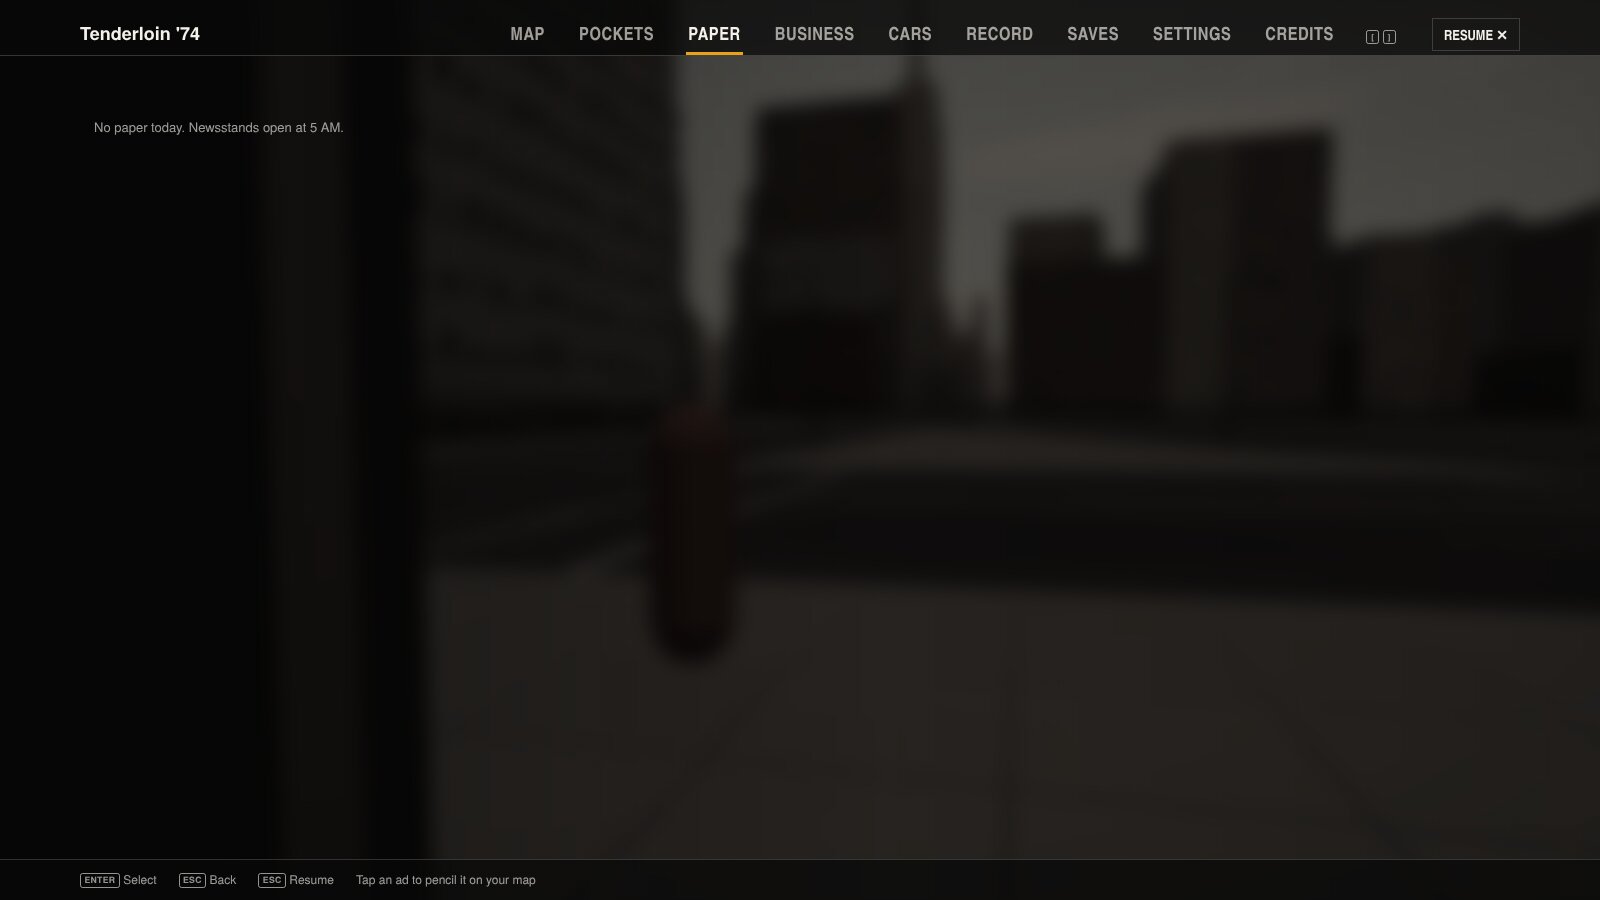 Tenderloin '74
MAP POCKETS PAPER BUSINESS CARS RECORD SAVES SETTINGS CREDITS [ ] RESUME ✕
No paper today. Newsstands open at 5 AM.
ENTER Select ESC Back ESC Resume Tap an ad to pencil it on your map